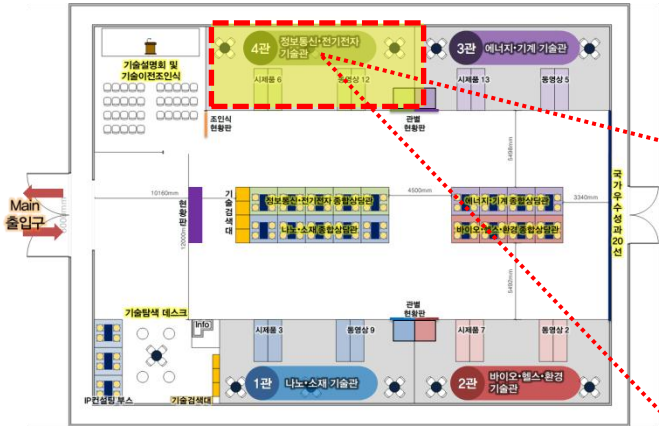 기술설명회 및
기술이전조인식
4관 정보통신·전기전자
기술관
시제품 6 동영상 12
3관 에너지·기계 기술관
시제품 13 동영상 5
조인식
현황판
관별
현황판
5498mm
Main
출입구
10160mm
현황판
12000mm
기술검색대
정보통신·전기전자 종합상담관
나노·소재 종합상담관
4500mm
에너지·기계 종합상담관
바이오·헬스·환경 종합상담관
3340mm
국가우수성과20선
5492mm
기술탐색 데스크
Info
관별
현황판
시제품 3 동영상 9
시제품 7 동영상 2
1관 나노·소재 기술관
2관 바이오·헬스·환경
기술관
IP컨설팅 부스
기술검색대